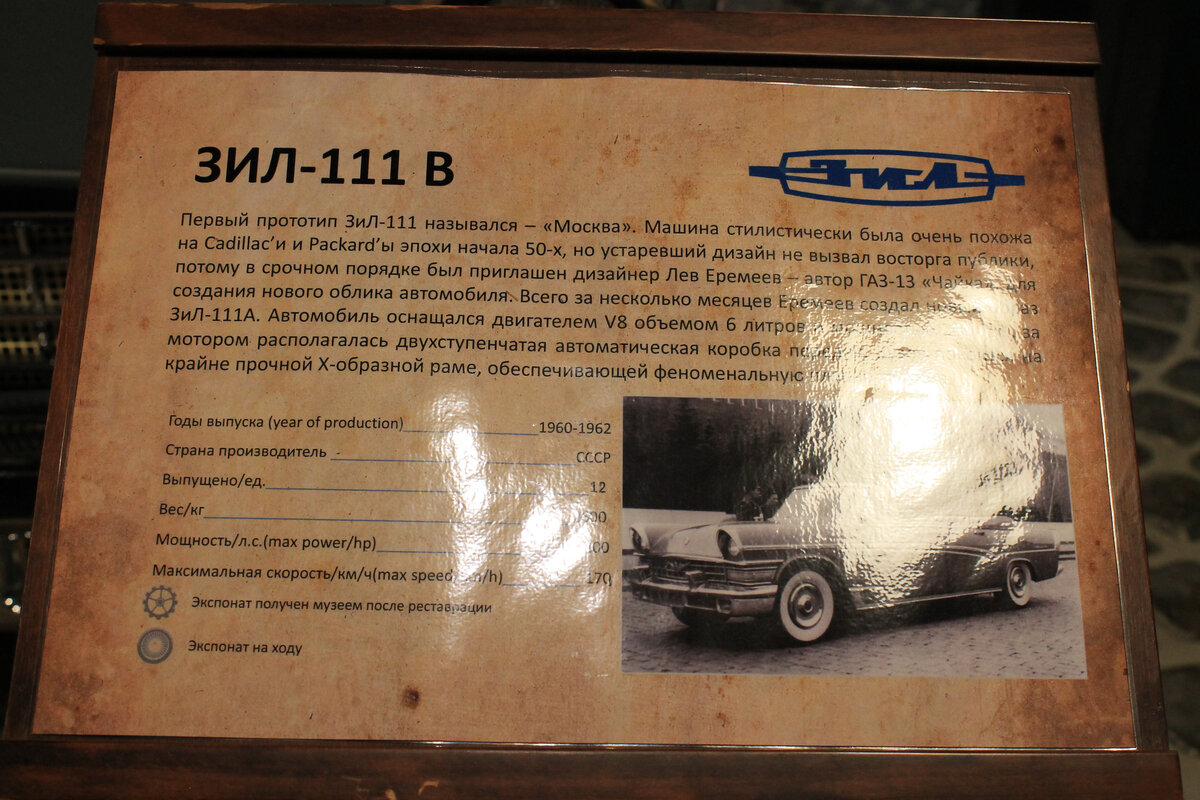 ЗИЛ-111 В
ЗиЛ
Первый прототип ЗиЛ-111 назывался – «Москва». Машина стилистически была очень похожа
на Cadillac'и и Packard'ы эпохи начала 50-х, но устаревший дизайн не вызвал восторга публики,
потому в срочном порядке был приглашен дизайнер Лев Еремеев – автор ГАЗ-13 «Чайка», для
создания нового облика автомобиля. Всего за несколько месяцев Еремеев создал
ЗиЛ-111А. Автомобиль оснащался двигателем V8 объемом 6 литров и за
мотором располагалась двухступенчатая автоматическая коробка на
крайне прочной Х-образной раме, обеспечивающей феноменальную
Годы выпуска (year of production) 1960-1962
Страна производитель СССР
Выпущено/ед. 12
Вес/кг
Мощность/л.с.(max power/hp)
Максимальная скорость/км/ч(max speed/km/h) 170
Экспонат получен музеем после реставрации
Экспонат на ходу